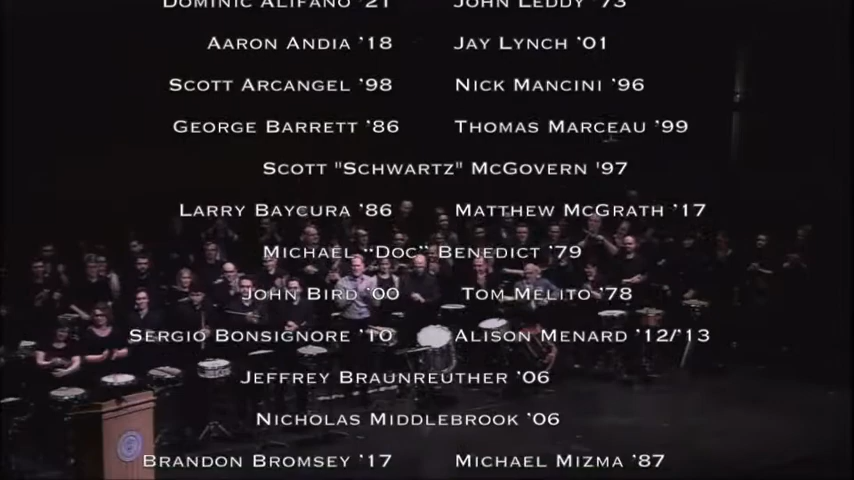 DOMINIC ALIFANO '21 JOHN LEDDY '73
AARON ANDIA '18 JAY LYNCH '01
SCOTT ARCANGEL '98 NICK MANCINI '96
GEORGE BARRETT '86 THOMAS MARCEAU '99
SCOTT "SCHWARTZ" MCGOVERN '97
LARRY BAYCURA '86 MATTHEW MCGRATH '17
MICHAEL “DOC” BENEDICT '79
JOHN BIRD '00 TOM MELITO '78
SERGIO BONSIGNORE '10 ALISON MENARD '12/'13
JEFFREY BRAUNREUTHER '06
NICHOLAS MIDDLEBROOK '06
BRANDON BROMSEY '17 MICHAEL MIZMA '87